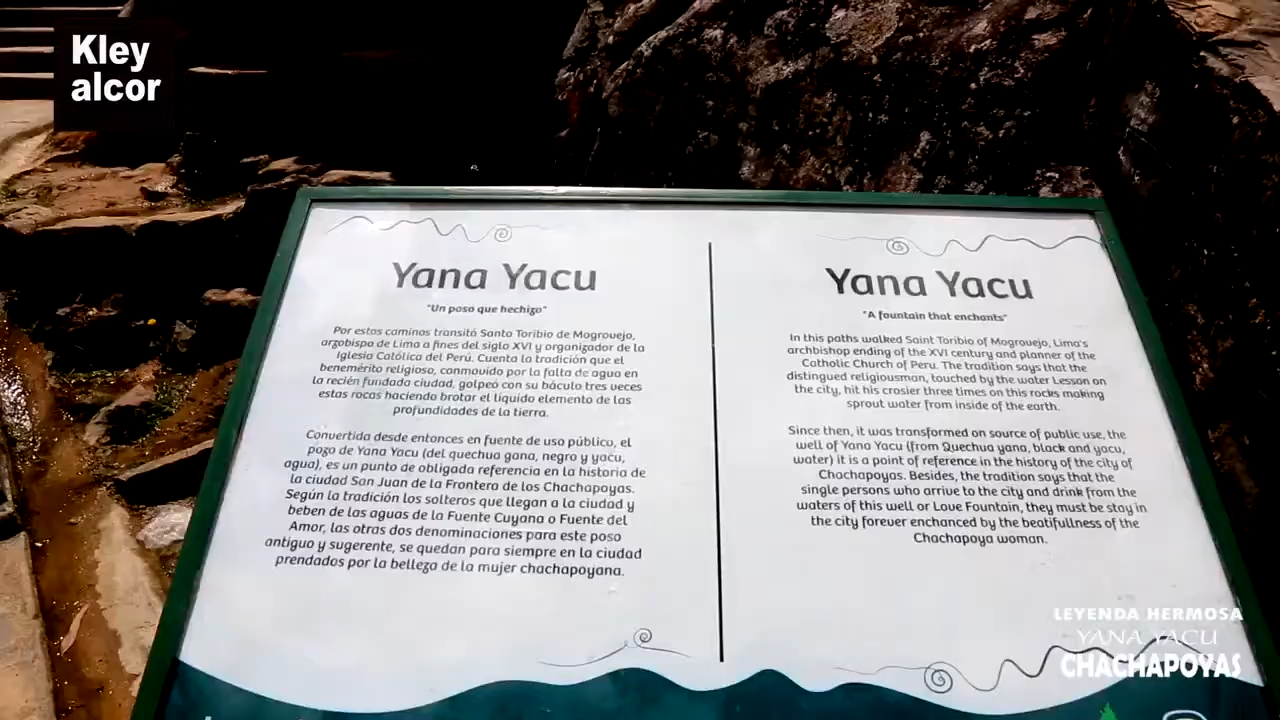 Kley
alcor
Yana Yacu
"Un poso que hechiza"
Por estos caminos transitó Santo Toribio de Mogrovejo,
arzobispo de Lima a fines del siglo XVI y organizador de la
Iglesia Católica del Perú. Cuenta la tradición que el
benemérito religioso, conmovido por la falta de agua en
la recién fundada ciudad, golpeó con su báculo tres veces
estas rocas haciendo brotar el líquido elemento de las
profundidades de la tierra.
Convertida desde entonces en fuente de uso público, el
pozo de Yana Yacu (del quechua yana, negro y yacu,
agua), es un punto de obligada referencia en la historia de
la ciudad San Juan de la Frontera de los Chachapoyas.
Según la tradición los solteros que llegan a la ciudad y
beben de las aguas de la Fuente Cuyana o Fuente del
Amor, las otras dos denominaciones para este poso
antiguo y sugerente, se quedan para siempre en la ciudad
prendados por la belleza de la mujer chachapoyana.
Yana Yacu
"A fountain that enchants"
In this paths walked Saint Toribio of Mogrovejo, Lima's
archbishop ending of the XVI century and planner of the
Catholic Church of Peru. The tradition says that the
distingued religiousman, touched by the water Lesson on
the city, hit his crosier three times on this rocks making
sprout water from inside of the earth.
Since then, it was transformed on source of public use, the
well of Yana Yacu (from Quechua yana, black and yacu,
water) it is a point of reference in the history of the city of
Chachapoyas. Besides, the tradition says that the
single persons who arrive to the city and drink from the
waters of this well or Love Fountain, they must be stay in
the city forever enchanced by the beatifullness of the
Chachapoya woman.
LEYENDA HERMOSA
YANA YACU
CHACHAPOYAS